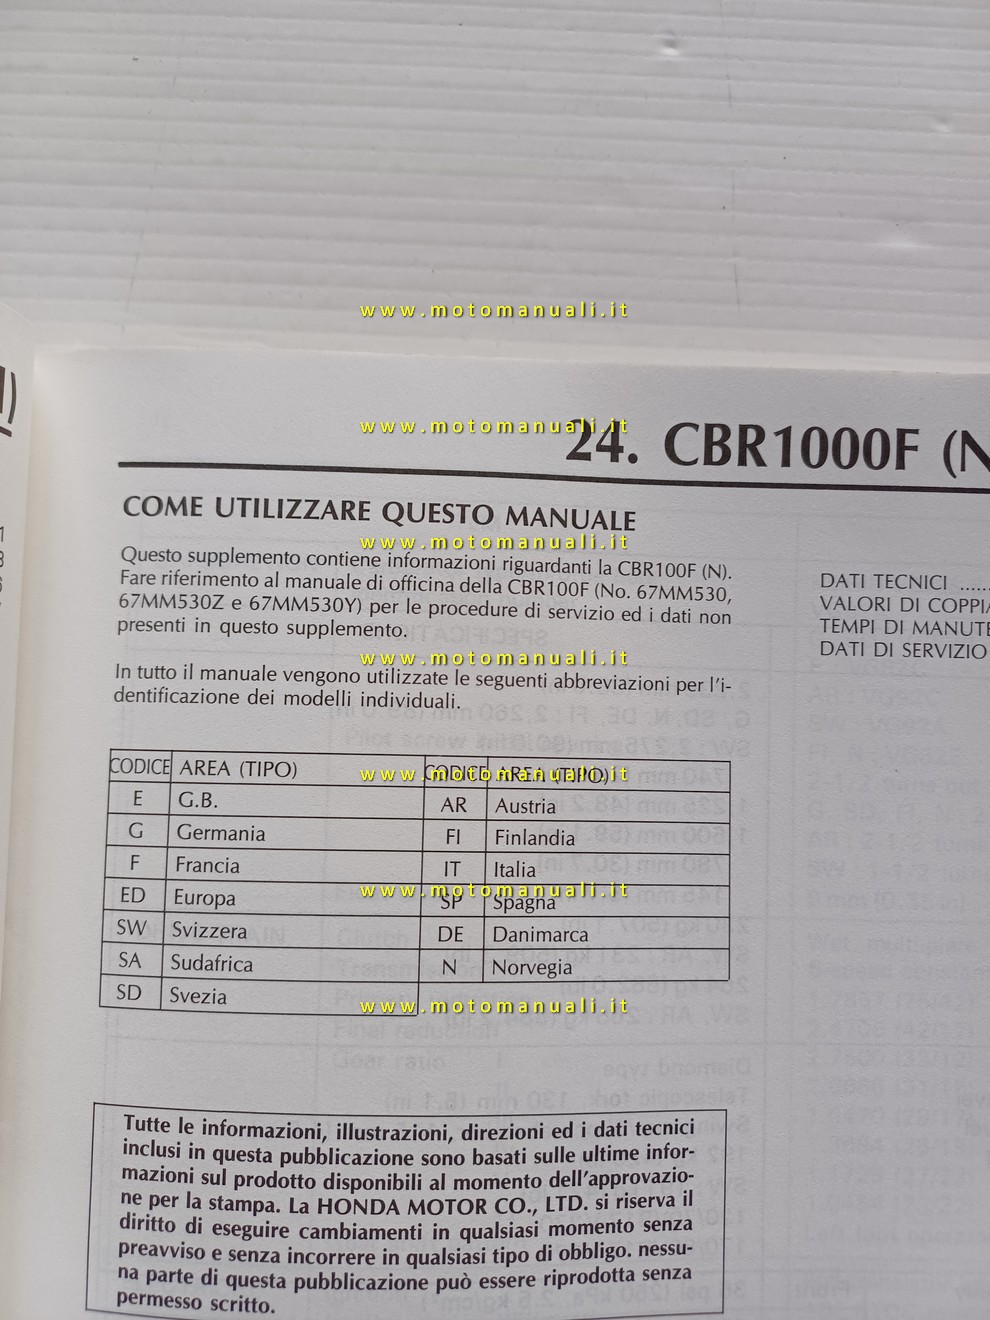 www.motomanuali.it
www.motomanuali.it
24. CBR1000F (N
COME UTILIZZARE QUESTO MANUALE
www.motomanuali.it
Questo supplemento contiene informazioni riguardanti la CBR100F (N).
Fare riferimento al manuale di officina della CBR100F (No. 67MM530,
67MM530Z e 67MM530Y) per le procedure di servizio ed i dati non
presenti in questo supplemento.
www.motomanuali.it
In tutto il manuale vengono utilizzate le seguenti abbreviazioni per l'i-
dentificazione dei modelli individuali.
DATI TECNICI ......
VALORI DI COPPIA
TEMPI DI MANUTE
DATI DI SERVIZIO
CODICE AREA (TIPO) CODICE AREA (TIPO)
www.motomanuali.it
E G.B. AR Austria
G Germania FI Finlandia
F Francia IT Italia
www.motomanuali.it
ED Europa SP Spagna
SW Svizzera DE Danimarca
SA Sudafrica N Norvegia
SD Svezia
www.motomanuali.it
Tutte le informazioni, illustrazioni, direzioni ed i dati tecnici
inclusi in questa pubblicazione sono basati sulle ultime infor-
mazioni sul prodotto disponibili al momento dell'approvazio-
ne per la stampa. La HONDA MOTOR CO., LTD. si riserva il
diritto di eseguire cambiamenti in qualsiasi momento senza
preavviso e senza incorrere in qualsiasi tipo di obbligo. nessu-
na parte di questa pubblicazione può essere riprodotta senza
permesso scritto.